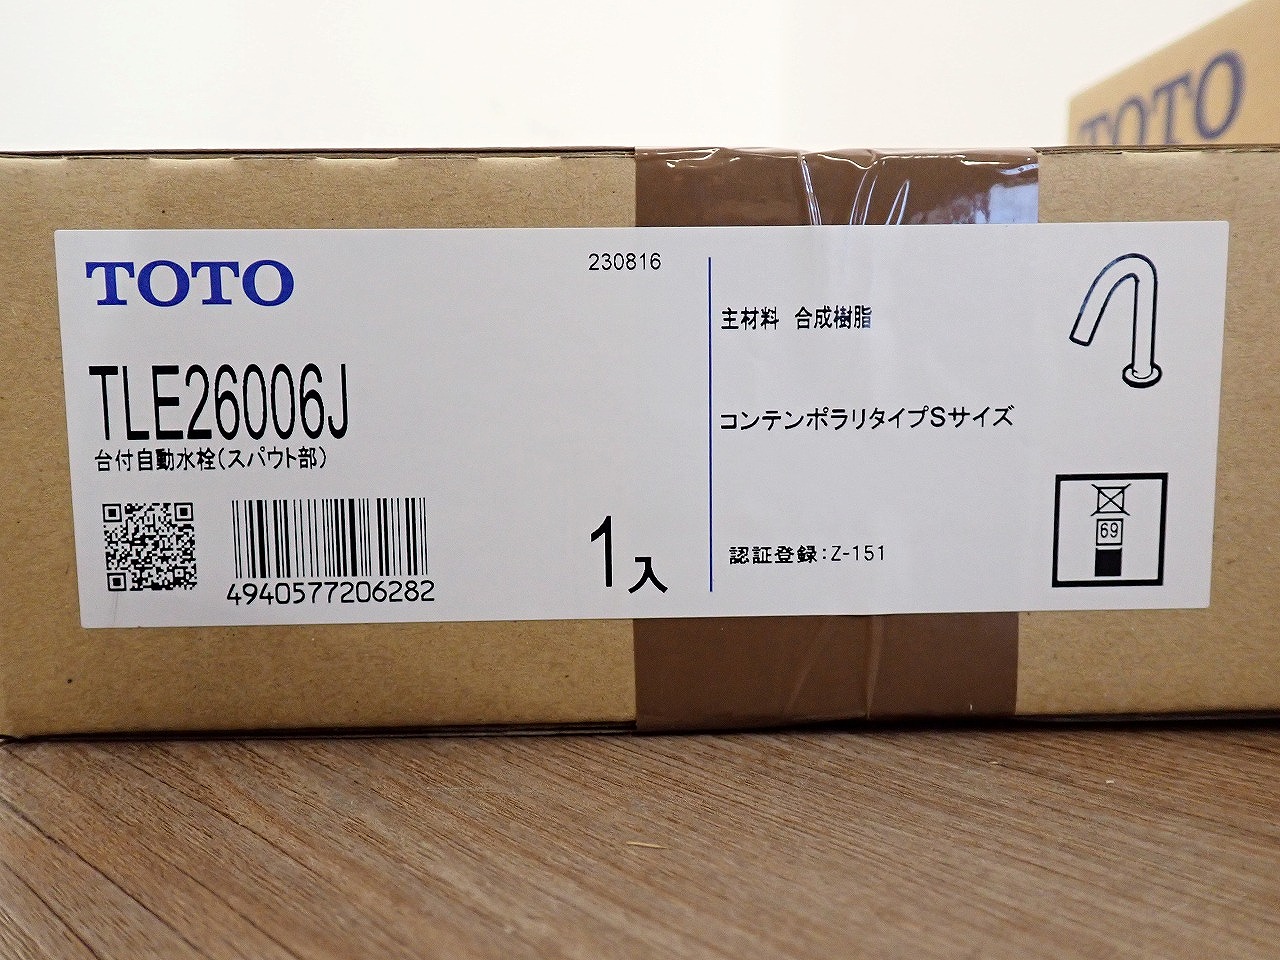 TOTO
TOTO
230816
TLE26006J
台付自動水栓(スパウト部)
4940577206282
1入
主材料 合成樹脂
コンテンポラリタイプSサイズ
認証登録:Z-151
69